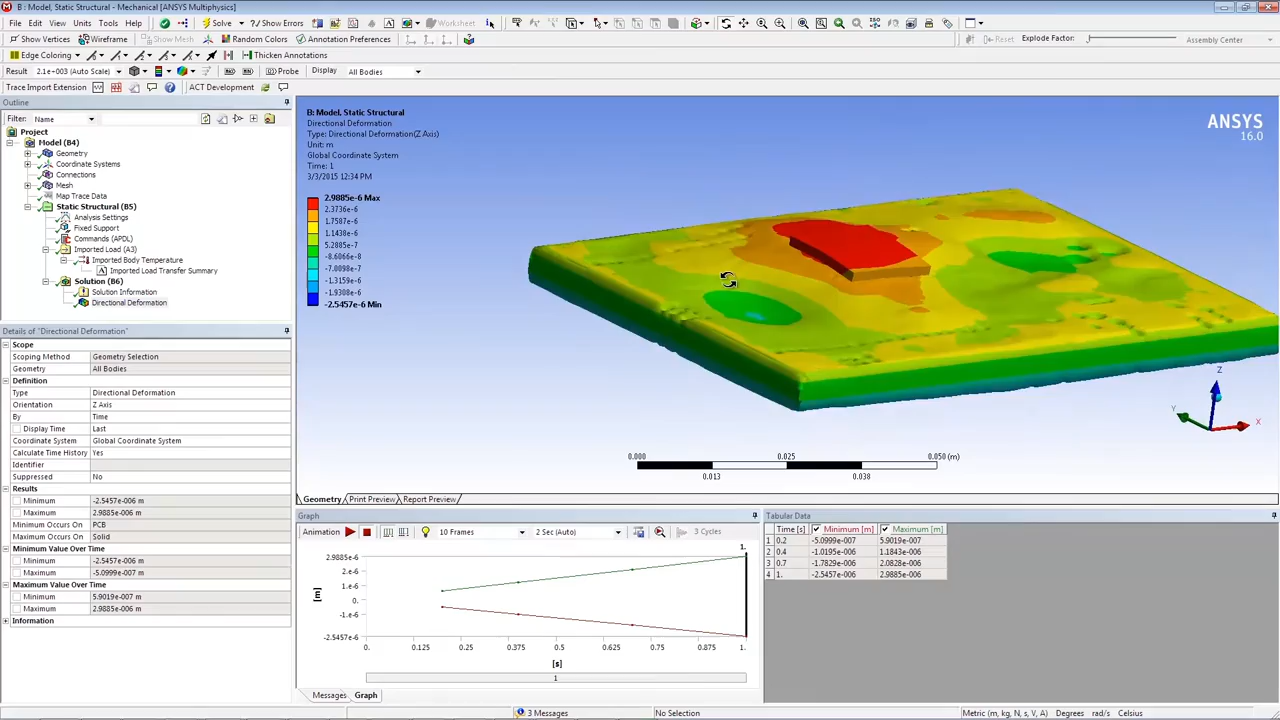 B : Model, Static Structural - Mechanical [ANSYS Multiphysics]
File Edit View Units Tools Help Solve Show Errors Worksheet
Show Vertices Wireframe Show Mesh Random Colors Annotation Preferences Reset Explode Factor: Assembly Center
Edge Coloring Thicken Annotations
Result 2.1e+003 (Auto Scale) Probe Display All Bodies
Trace Import Extension ACT Development
Outline
Filter: Name
Project
Model (B4)
Geometry
Coordinate Systems
Connections
Mesh
Map Trace Data
Static Structural (B5)
Analysis Settings
Fixed Support
Commands (APDL)
Imported Load (A3)
Imported Body Temperature
Imported Load Transfer Summary
Solution (B6)
Solution Information
Directional Deformation
Details of "Directional Deformation"
Scope
Scoping Method Geometry Selection
Geometry All Bodies
Definition
Type Directional Deformation
Orientation Z Axis
By Time
Display Time Last
Coordinate System Global Coordinate System
Calculate Time History Yes
Identifier
Suppressed No
Results
Minimum -2.5457e-006 m
Maximum 2.9885e-006 m
Minimum Occurs On PCB
Maximum Occurs On Solid
Minimum Value Over Time
Minimum -2.5457e-006 m
Maximum -5.0999e-007 m
Maximum Value Over Time
Minimum 5.9019e-007 m
Maximum 2.9885e-006 m
Information
B: Model, Static Structural
Directional Deformation
Type: Directional Deformation(Z Axis)
Unit: m
Global Coordinate System
Time: 1
3/3/2015 12:34 PM
2.9885e-6 Max
2.3736e-6
1.7587e-6
1.1438e-6
5.2885e-7
-8.6066e-8
-7.0098e-7
-1.3159e-6
-1.9308e-6
-2.5457e-6 Min
ANSYS
16.0
Z
Y
X
0.000 0.025 0.050 (m)
0.013 0.038
Geometry Print Preview Report Preview
Graph
Animation 10 Frames 2 Sec (Auto) 3 Cycles
1.
2.9885e-6
2.e-6
1.e-6
0.
-1.e-6
-2.5457e-6
[m]
0. 0.125 0.25 0.375 0.5 0.625 0.75 0.875 1.
[s]
1
Messages Graph
Tabular Data
Time [s] Minimum [m] Maximum [m]
1 0.2 -5.0999e-007 5.9019e-007
2 0.4 -1.0195e-006 1.1843e-006
3 0.7 -1.7829e-006 2.0828e-006
4 1. -2.5457e-006 2.9885e-006
3 Messages No Selection Metric (m, kg, N, s, V, A) Degrees rad/s Celsius